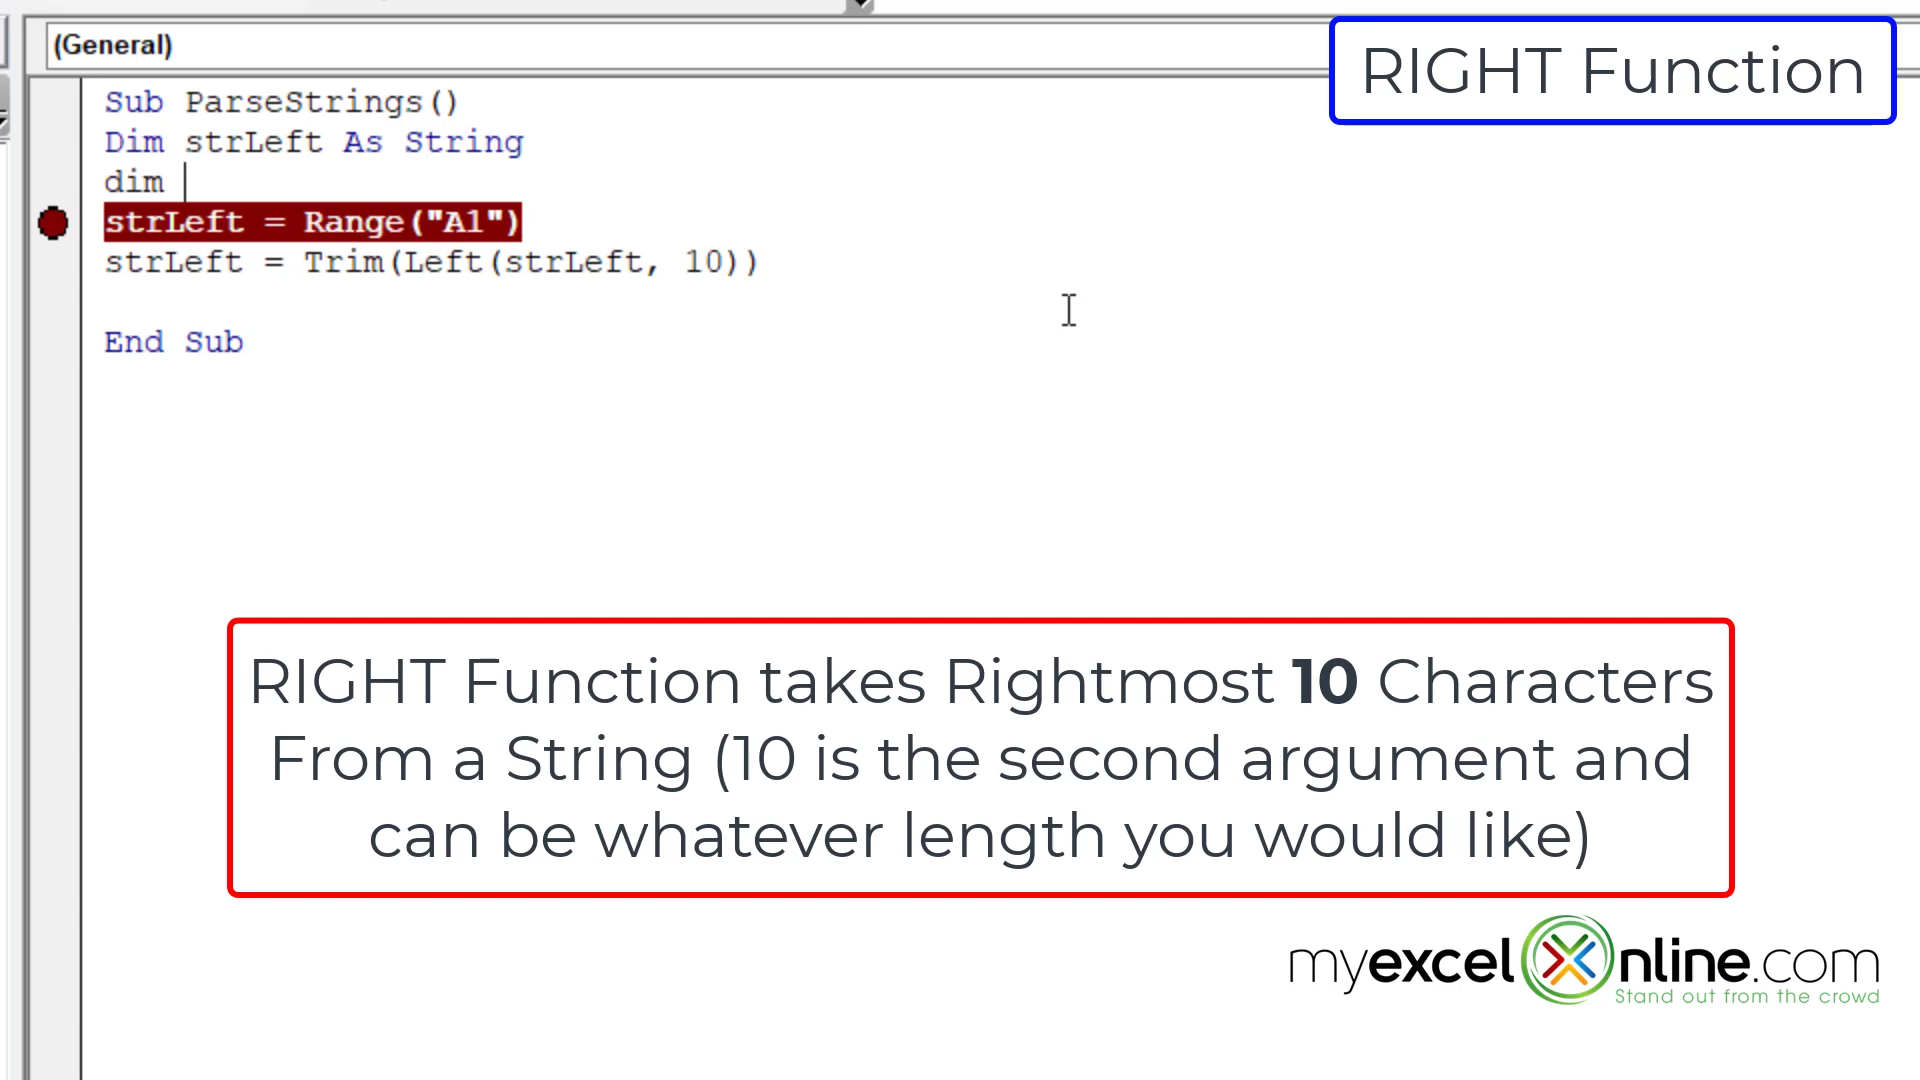 (General)
RIGHT Function
Sub ParseStrings()
Dim strLeft As String
dim
strLeft = Range("A1")
strLeft = Trim(Left(strLeft, 10))
End Sub
RIGHT Function takes Rightmost 10 Characters
From a String (10 is the second argument and
can be whatever length you would like)
myexcelOnline.com
Stand out from the crowd